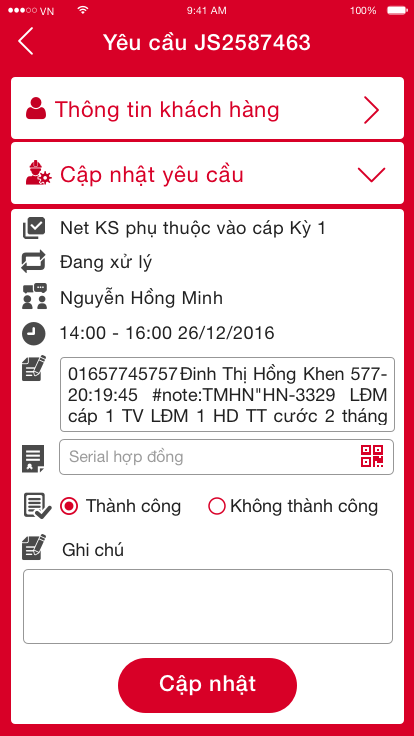 VN 9:41 AM 100%
Yêu cầu JS2587463
Thông tin khách hàng
Cập nhật yêu cầu
Net KS phụ thuộc vào cáp Kỳ 1
Đang xử lý
Nguyễn Hồng Minh
14:00 - 16:00 26/12/2016
01657745757Đinh Thị Hồng Khen 577-
20:19:45 #note:TMHN"HN-3329 LĐM
cáp 1 TV LĐM 1 HD TT cước 2 tháng
Serial hợp đồng
Thành công Không thành công
Ghi chú
Cập nhật